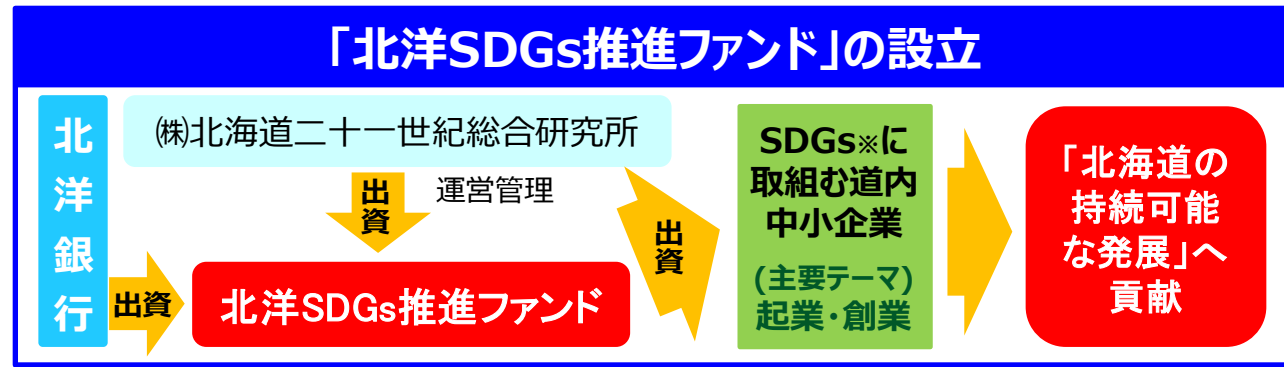 「北洋SDGs推進ファンド」の設立
北洋銀行
㈱北海道二十一世紀総合研究所
出資
運営管理
出資
北洋SDGs推進ファンド
出資
SDGs※に
取組む道内
中小企業
(主要テーマ)
起業・創業
「北海道の
持続可能
な発展」へ
貢献